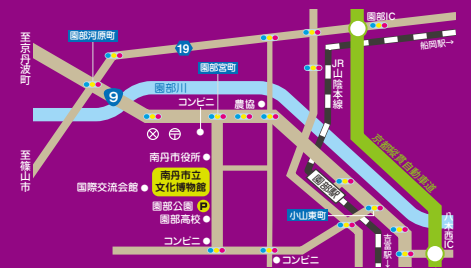 園部IC
船岡駅→
園部河原町
19
至京丹波町
JR山陰本線
園部宮町
9
園部川
コンビニ
農協
京都縦貫自動車道
南丹市役所
南丹市立
文化博物館
至篠山市
国際交流会館
園部駅
園部公園 P
小山東町
園部高校
八木西IC
吉富駅→
コンビニ
コンビニ